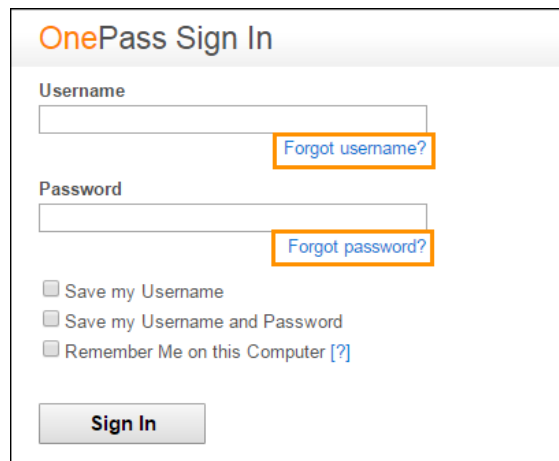 OnePass Sign In
Username
Forgot username?
Password
Forgot password?
Save my Username
Save my Username and Password
Remember Me on this Computer [?]
Sign In